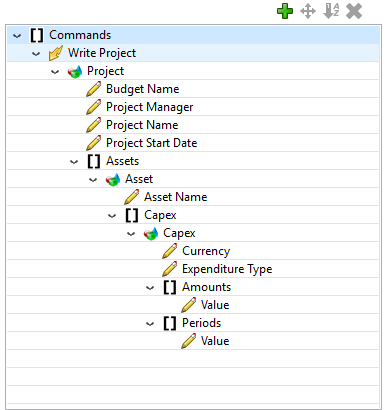 Commands
Write Project
Project
Budget Name
Project Manager
Project Name
Project Start Date
Assets
Asset
Asset Name
Capex
Capex
Currency
Expenditure Type
Amounts
Value
Periods
Value